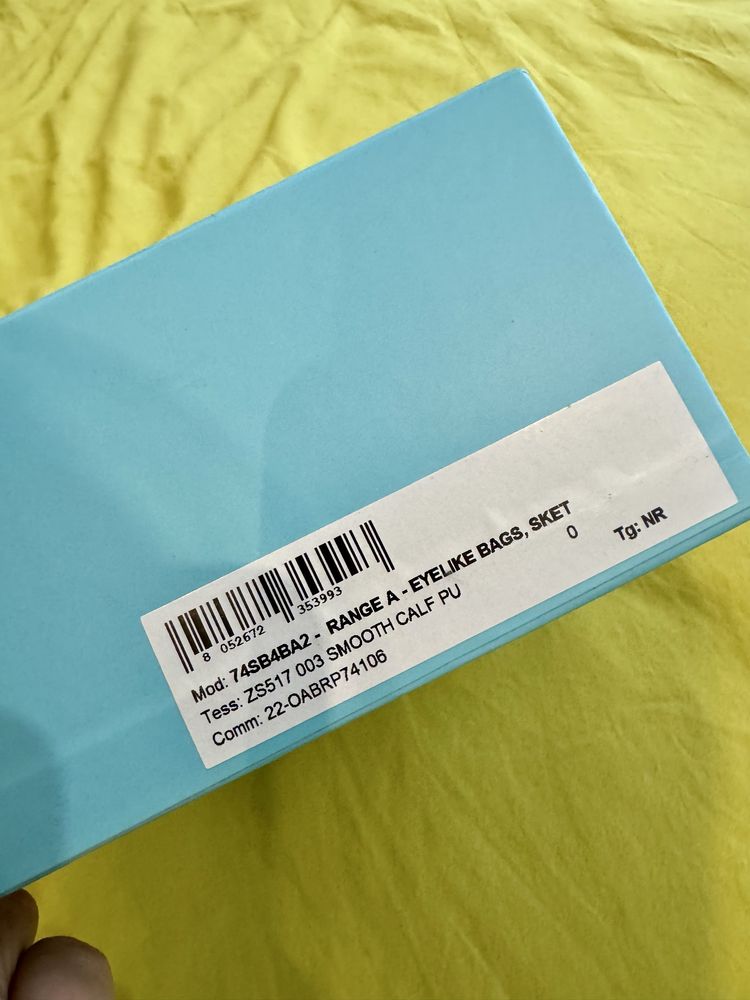 8 052672 353993
Mod: 74SB4BA2 - RANGE A - EYELIKE BAGS, SKET
Tess: ZS517 003 SMOOTH CALF PU 0 Tg: NR
Comm: 22-OABRP74106